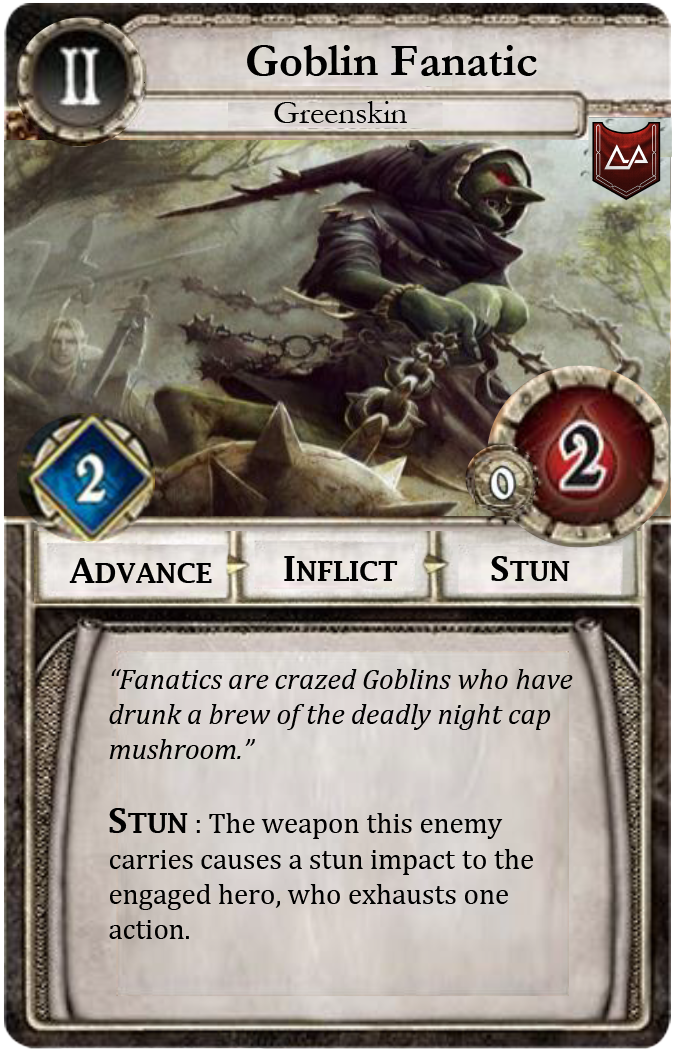 II
Goblin Fanatic
Greenskin
2
0
2
ADVANCE
INFLICT
STUN
“Fanatics are crazed Goblins who have
drunk a brew of the deadly night cap
mushroom.”
STUN : The weapon this enemy
carries causes a stun impact to the
engaged hero, who exhausts one
action.